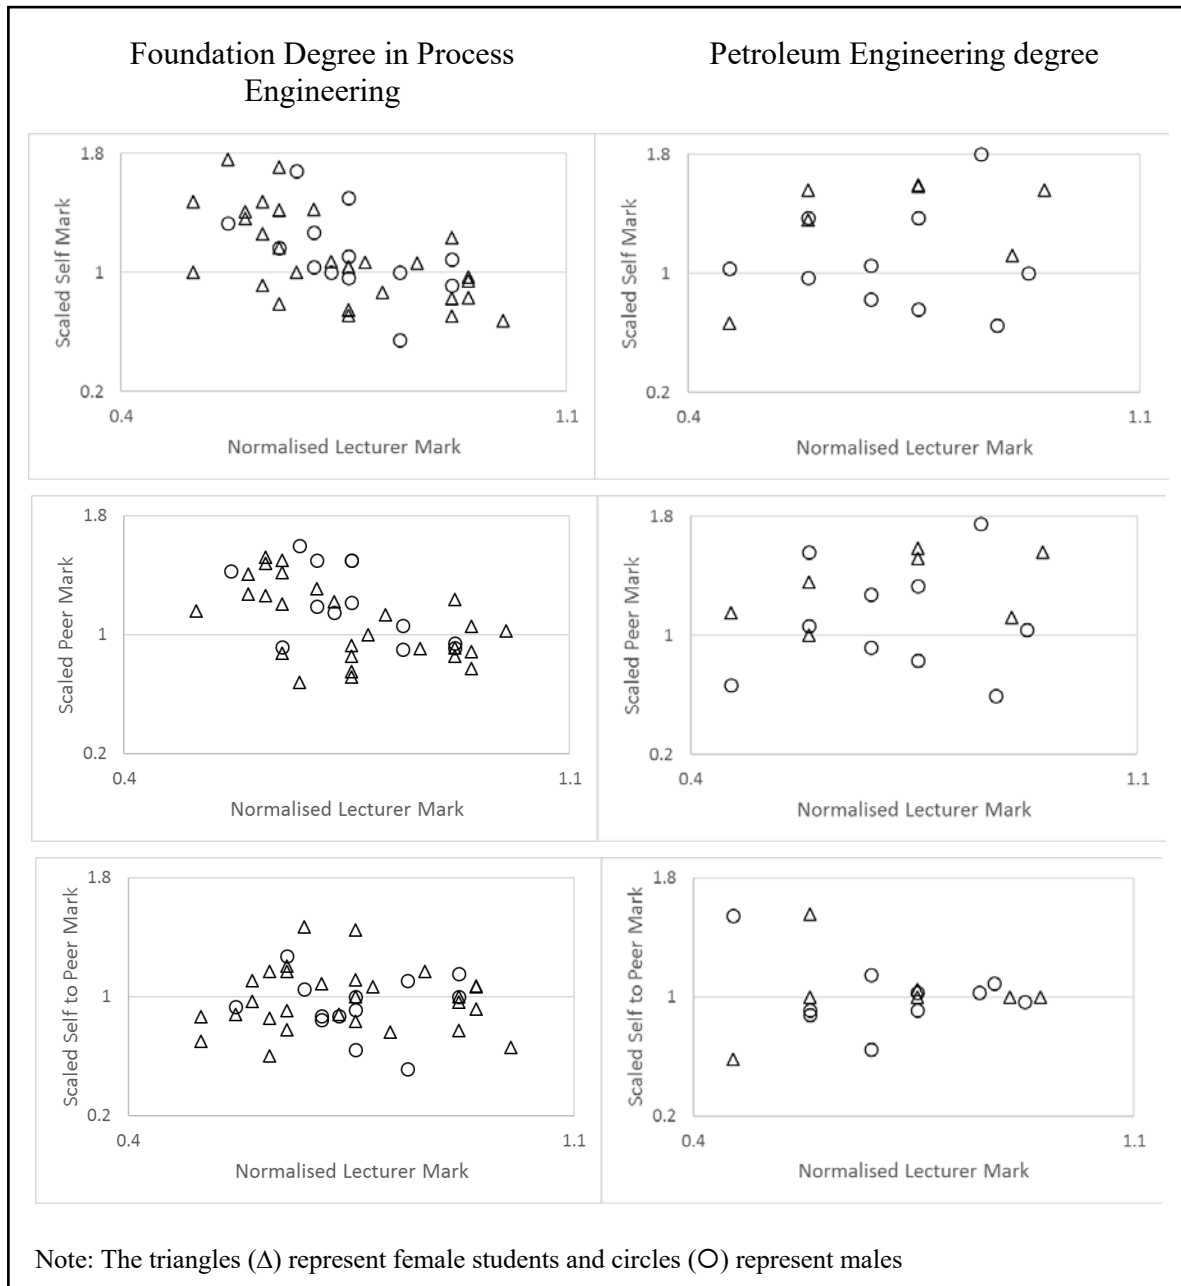 Foundation Degree in Process
Engineering
Petroleum Engineering degree
1.8
Scaled Self Mark
1
0.2
0.4
1.1
Normalised Lecturer Mark
1.8
Scaled Self Mark
1
0.2
0.4
1.1
Normalised Lecturer Mark
1.8
Scaled Peer Mark
1
0.2
0.4
1.1
Normalised Lecturer Mark
1.8
Scaled Peer Mark
1
0.2
0.4
1.1
Normalised Lecturer Mark
1.8
Scaled Self to Peer Mark
1
0.2
0.4
1.1
Normalised Lecturer Mark
1.8
Scaled Self to Peer Mark
1
0.2
0.4
1.1
Normalised Lecturer Mark
Note: The triangles (Δ) represent female students and circles (O) represent males